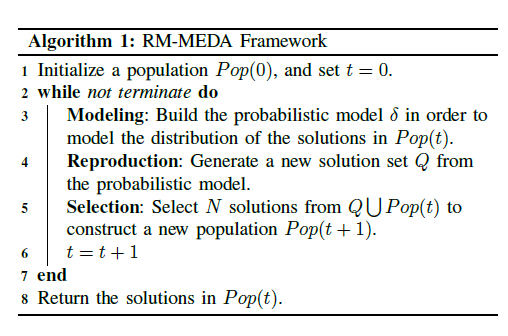 Algorithm 1: RM-MEDA Framework
1 Initialize a population Pop(0), and set t = 0.
2 while not terminate do
3 Modeling: Build the probabilistic model δ in order to
model the distribution of the solutions in Pop(t).
4 Reproduction: Generate a new solution set Q from
the probabilistic model.
5 Selection: Select N solutions from Q⋃Pop(t) to
construct a new population Pop(t + 1).
6 t = t + 1
7 end
8 Return the solutions in Pop(t).